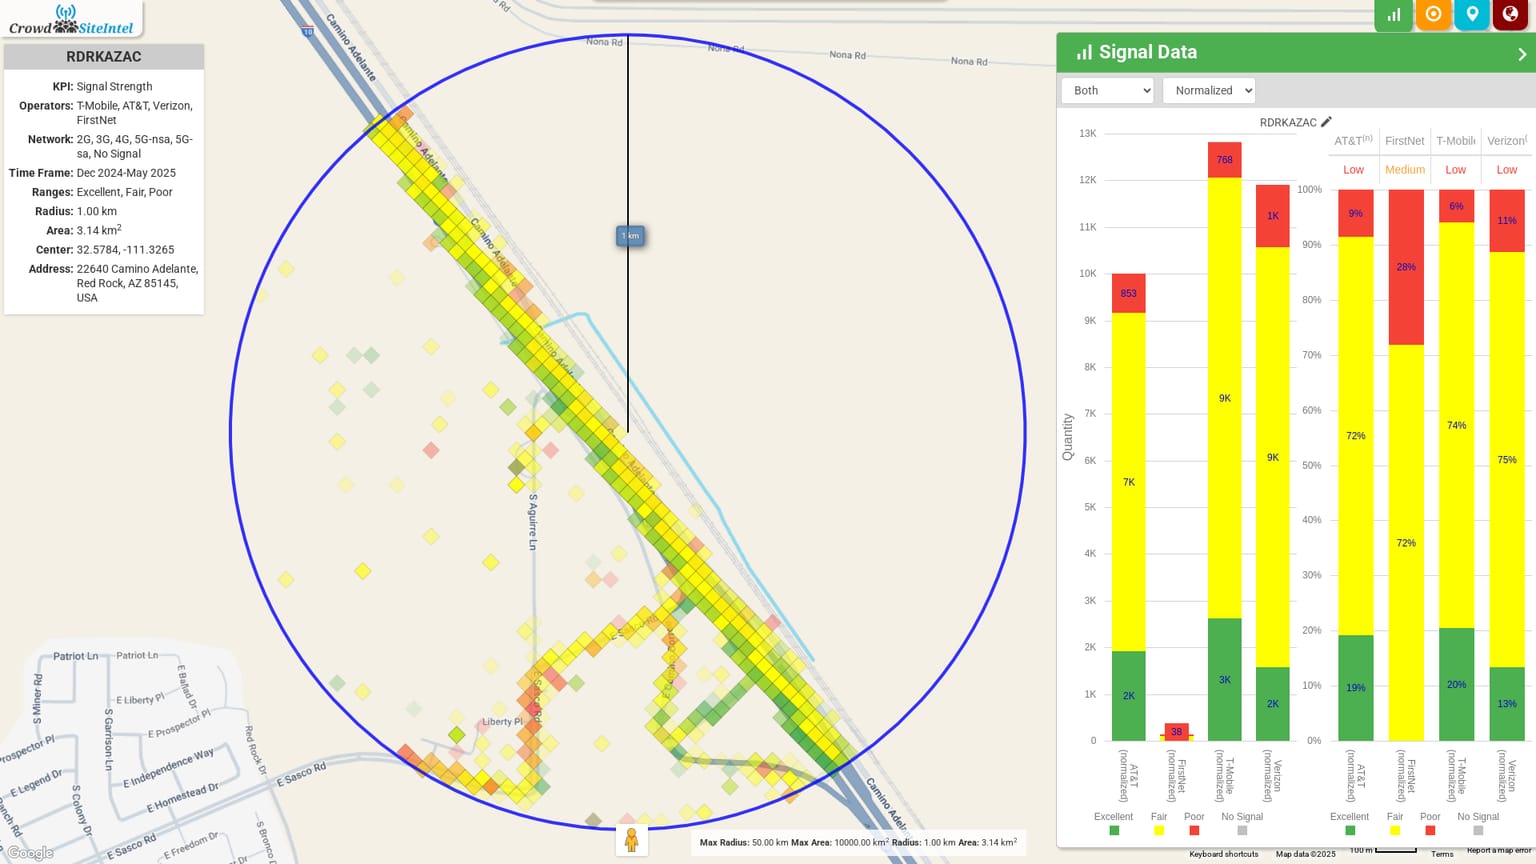 CrowdSiteIntel
RDRKAZAC
KPI: Signal Strength
Operators: T-Mobile, AT&T, Verizon,
FirstNet
Network: 2G, 3G, 4G, 5G-nsa, 5G-
sa, No Signal
Time Frame: Dec 2024-May 2025
Ranges: Excellent, Fair, Poor
Radius: 1.00 km
Area: 3.14 km²
Center: 32.5784, -111.3265
Address: 22640 Camino Adelante,
Red Rock, AZ 85145,
USA
10
Camino Adelante
Nona Rd
Nona Rd
Nona Rd
Nona Rd
Camino Adelante
Camino Adelante
1 km
S Aguirre Ln
E Sasco Rd
E Sasco Rd
Liberty Pl
Patriot Ln
Patriot Ln
E Bañad Dr
S Miner Rd
E Liberty Pl
S Garrison Ln
E Prospector Pl
Red Rock Dr
E Independence Way
E Legend Dr
E Homestead Dr
E Sasco Rd
S Colony Dr
E Sasco Rd
E Freedom Dr
Google
Max Radius: 50.00 km Max Area: 10000.00 km² Radius: 1.00 km Area: 3.14 km²
Signal Data
Both
Normalized
RDRKAZAC
Quantity
13K
12K
11K
10K
9K
8K
7K
6K
5K
4K
3K
2K
1K
0
853
7K
2K
38
768
9K
3K
1K
9K
2K
AT&T (normalized)
FirstNet (normalized)
T-Mobile (normalized)
Verizon (normalized)
Excellent Fair Poor No Signal
AT&T(n) FirstNet T-Mobile Verizon(
Low Medium Low Low
100%
90%
80%
70%
60%
50%
40%
30%
20%
10%
0%
9%
72%
19%
28%
72%
6%
74%
20%
11%
75%
13%
AT&T (normalized)
FirstNet (normalized)
T-Mobile (normalized)
Verizon (normalized)
Excellent Fair Poor No Signal
Keyboard shortcuts Map data ©2025 100 m Terms Report a map error